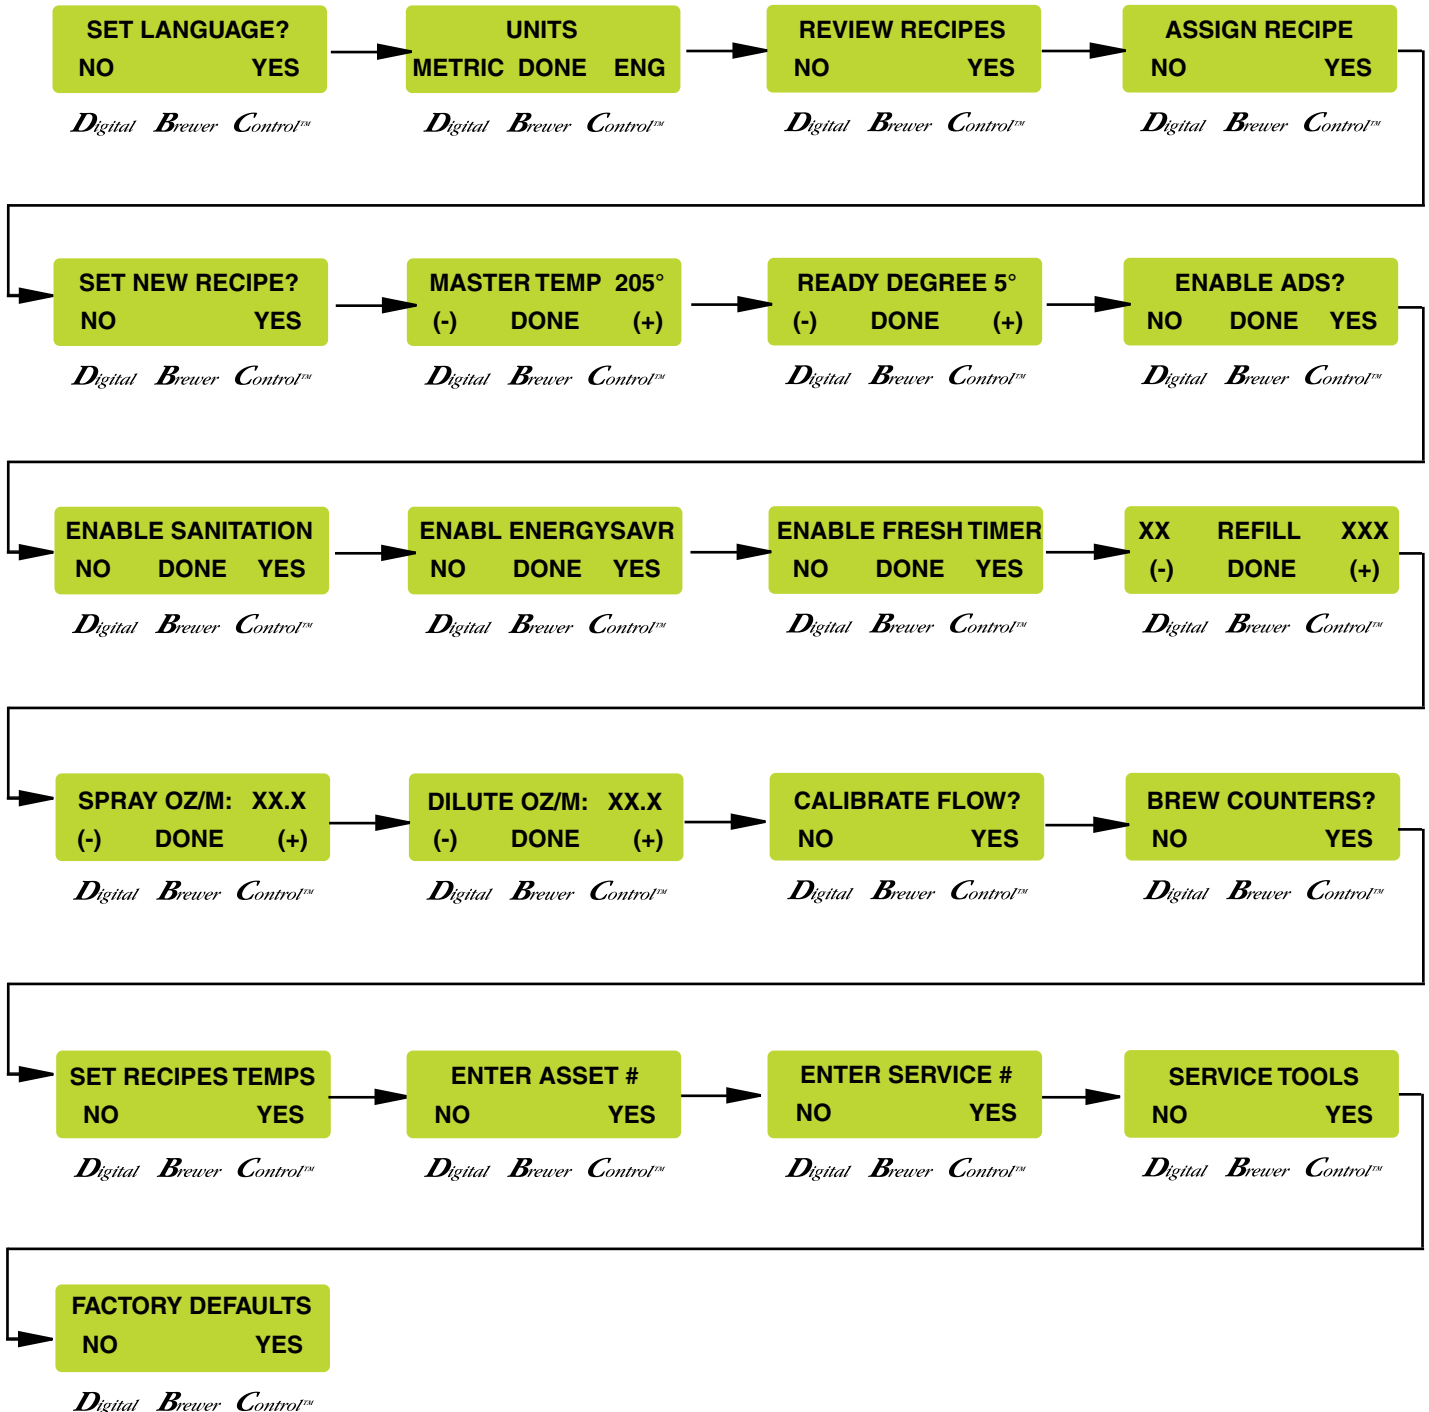 SET LANGUAGE?
NO YES
Digital Brewer Control™
UNITS
METRIC DONE ENG
Digital Brewer Control™
REVIEW RECIPES
NO YES
Digital Brewer Control™
ASSIGN RECIPE
NO YES
Digital Brewer Control™
SET NEW RECIPE?
NO YES
Digital Brewer Control™
MASTER TEMP 205°
(-) DONE (+)
Digital Brewer Control™
READY DEGREE 5°
(-) DONE (+)
Digital Brewer Control™
ENABLE ADS?
NO DONE YES
Digital Brewer Control™
ENABLE SANITATION
NO DONE YES
Digital Brewer Control™
ENABL ENERGYSAVR
NO DONE YES
Digital Brewer Control™
ENABLE FRESH TIMER
NO DONE YES
Digital Brewer Control™
XX REFILL XXX
(-) DONE (+)
Digital Brewer Control™
SPRAY OZ/M: XX.X
(-) DONE (+)
Digital Brewer Control™
DILUTE OZ/M: XX.X
(-) DONE (+)
Digital Brewer Control™
CALIBRATE FLOW?
NO YES
Digital Brewer Control™
BREW COUNTERS?
NO YES
Digital Brewer Control™
SET RECIPES TEMPS
NO YES
Digital Brewer Control™
ENTER ASSET #
NO YES
Digital Brewer Control™
ENTER SERVICE #
NO YES
Digital Brewer Control™
SERVICE TOOLS
NO YES
Digital Brewer Control™
FACTORY DEFAULTS
NO YES
Digital Brewer Control™